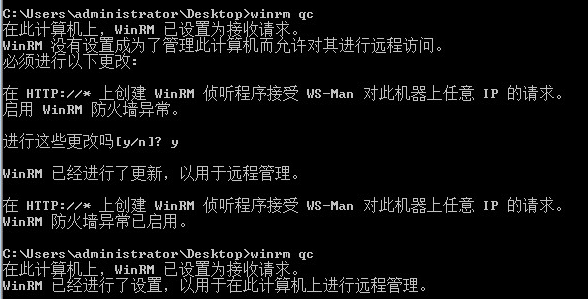 C:\Users\administrator\Desktop>winrm qc
在此计算机上，WinRM 已设置为接收请求。
WinRM 没有设置成为了管理此计算机而允许对其进行远程访问。
必须进行以下更改：
在 HTTP://* 上创建 WinRM 侦听程序接受 WS-Man 对此机器上任意 IP 的请求。
启用 WinRM 防火墙异常。
进行这些更改吗[y/n]? y
WinRM 已经进行了更新，以用于远程管理。
在 HTTP://* 上创建 WinRM 侦听程序接受 WS-Man 对此机器上任意 IP 的请求。
WinRM 防火墙异常已启用。
C:\Users\administrator\Desktop>winrm qc
在此计算机上，WinRM 已设置为接收请求。
WinRM 已经进行了设置，以用于在此计算机上进行远程管理。